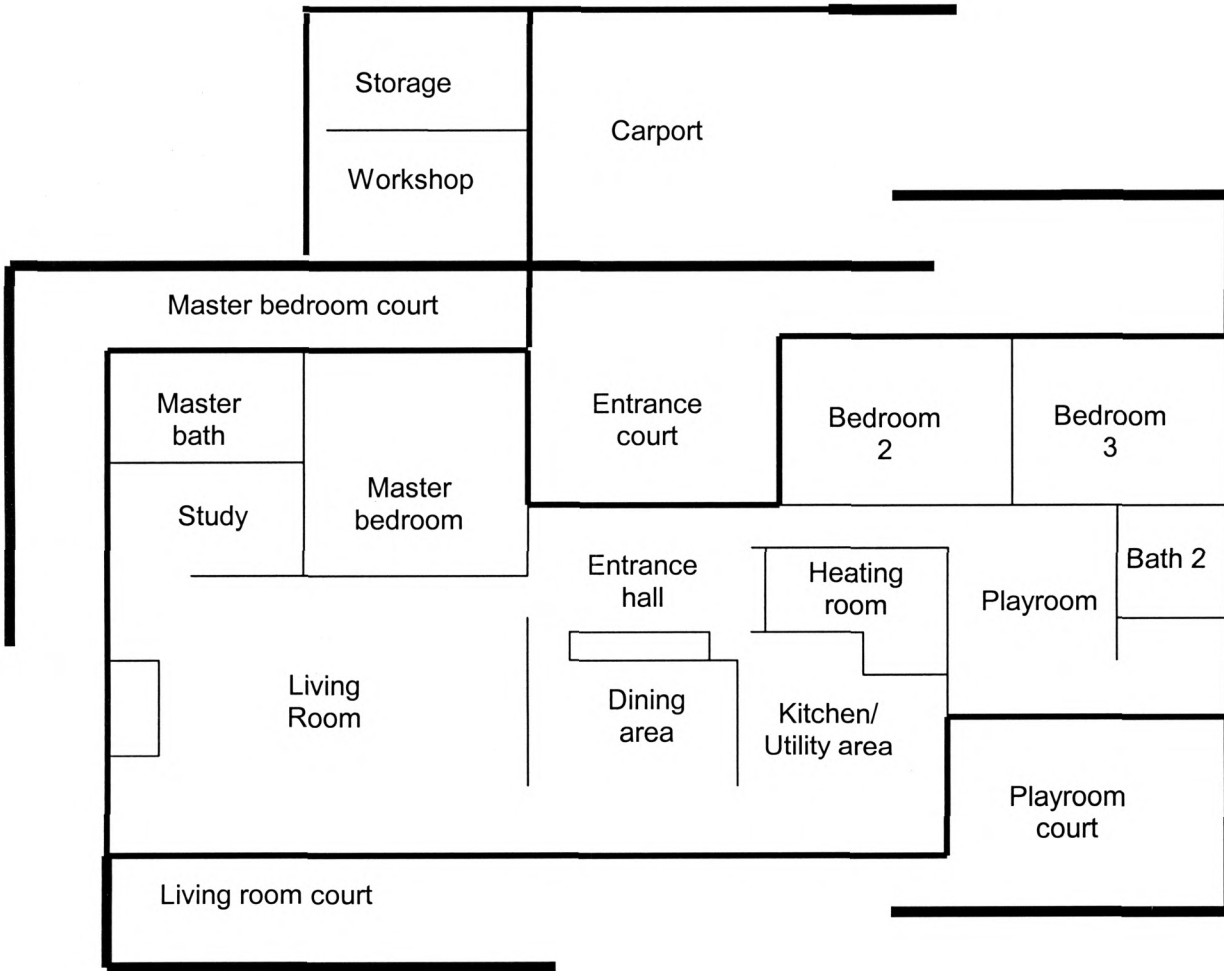 Storage
Carport
Workshop
Master bedroom court
Master
bath
Entrance
court
Bedroom
2
Bedroom
3
Study
Master
bedroom
Entrance
hall
Heating
room
Bath 2
Playroom
Living
Room
Dining
area
Kitchen/
Utility area
Playroom
court
Living room court